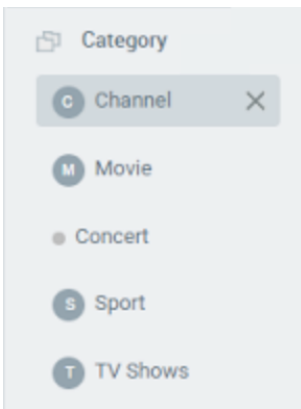 Category
C Channel
M Movie
Concert
S Sport
T TV Shows